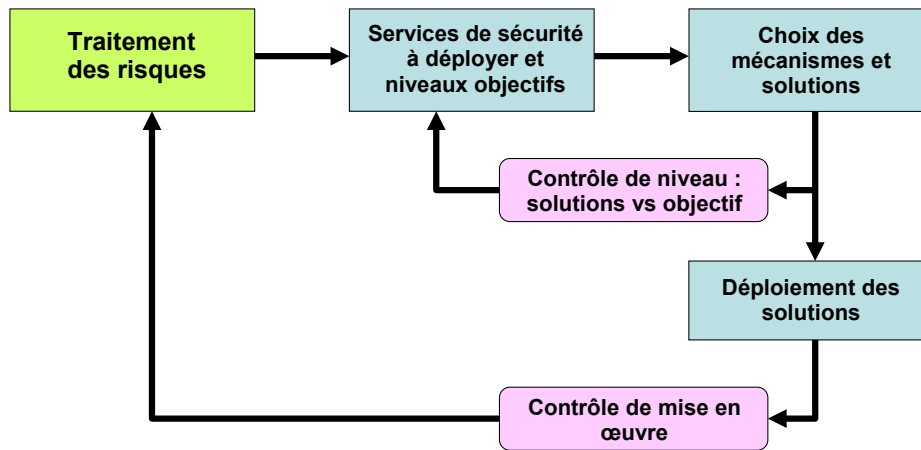 Traitement
des risques
Services de sécurité
à déployer et
niveaux objectifs
Choix des
mécanismes et
solutions
Contrôle de niveau :
solutions vs objectif
Déploiement des
solutions
Contrôle de mise en
œuvre